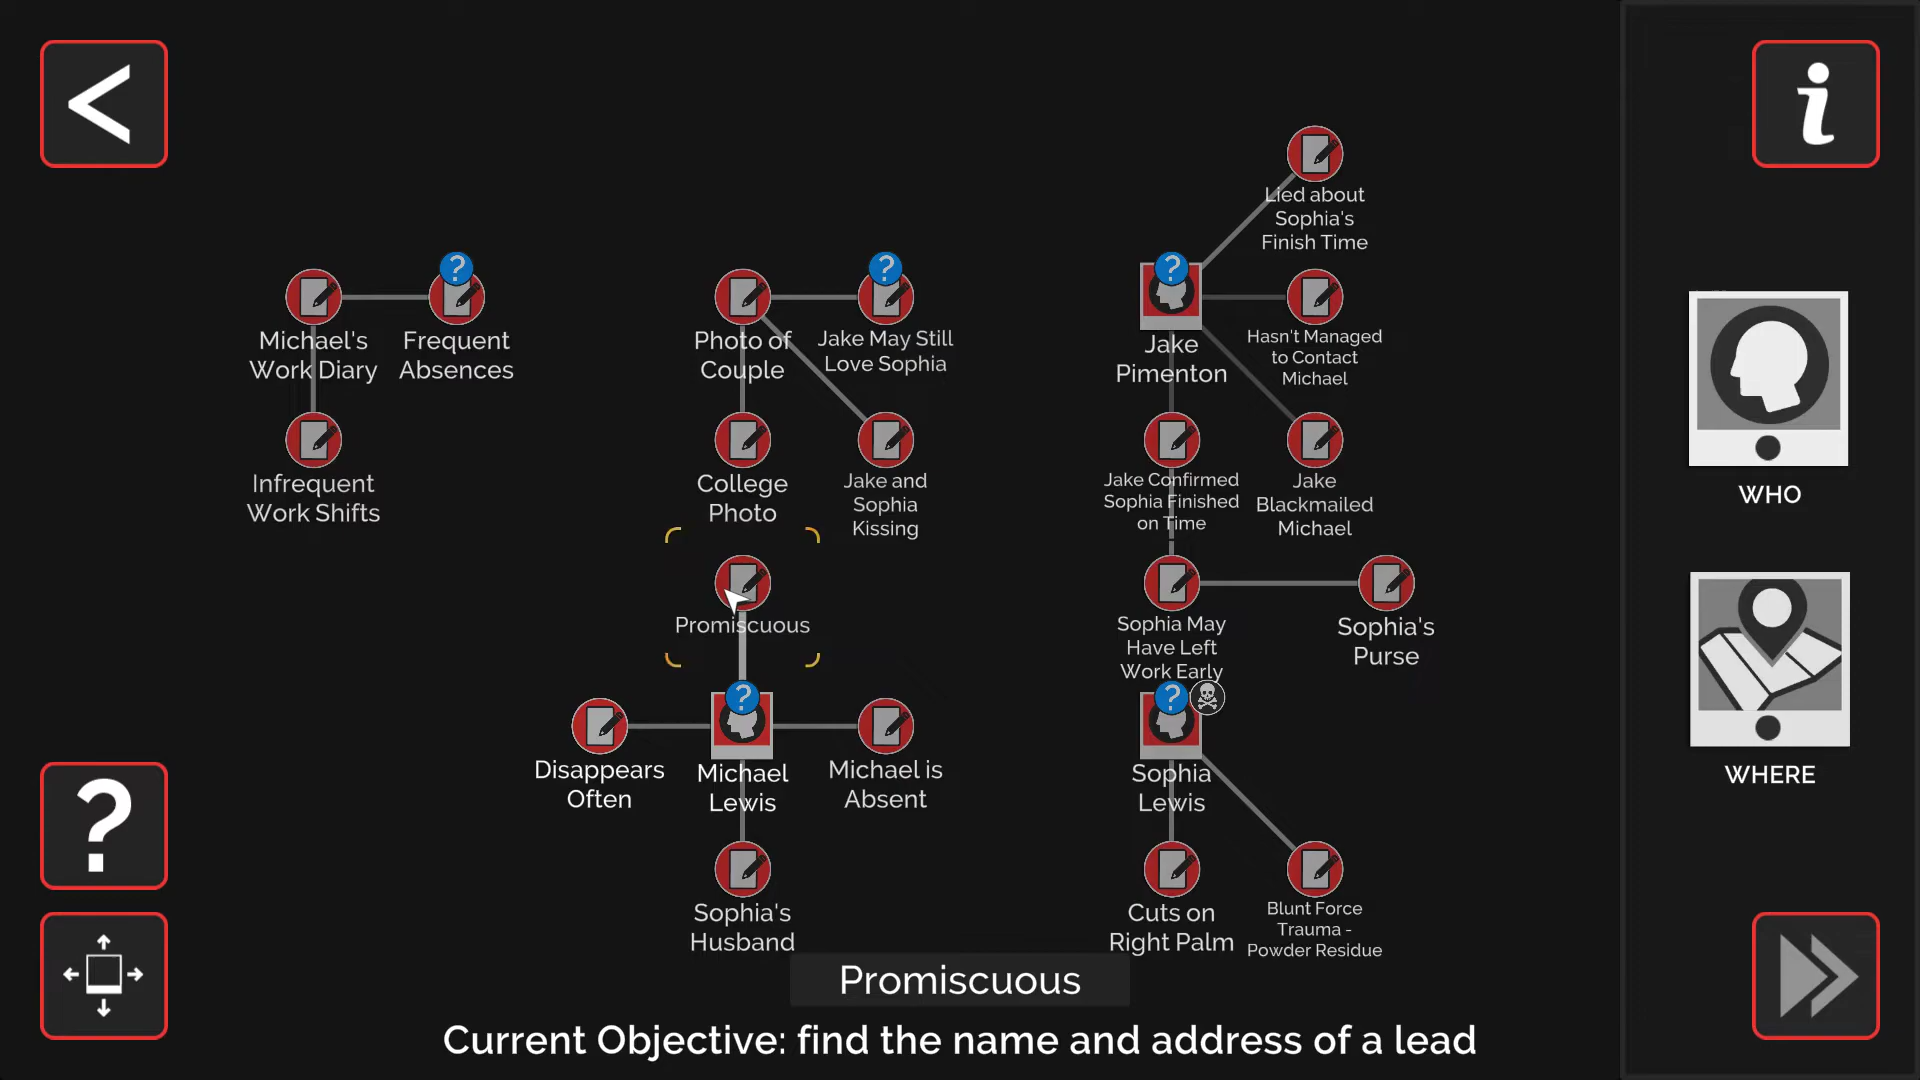 Lied about
Sophia's
Finish Time
Michael's
Work Diary
Frequent
Absences
Photo of
Couple
Jake May Still
Love Sophia
Jake
Pimenton
Hasn't Managed
to Contact
Michael
WHO
Infrequent
Work Shifts
College
Photo
Jake and
Sophia
Kissing
Jake Confirmed
Sophia Finished
on Time
Jake
Blackmailed
Michael
Promiscuous
Sophia May
Have Left
Work Early
Sophia's
Purse
WHERE
Disappears
Often
Michael
Lewis
Michael is
Absent
Sophia
Lewis
Sophia's
Husband
Cuts on
Right Palm
Blunt Force
Trauma -
Powder Residue
Promiscuous
Current Objective: find the name and address of a lead